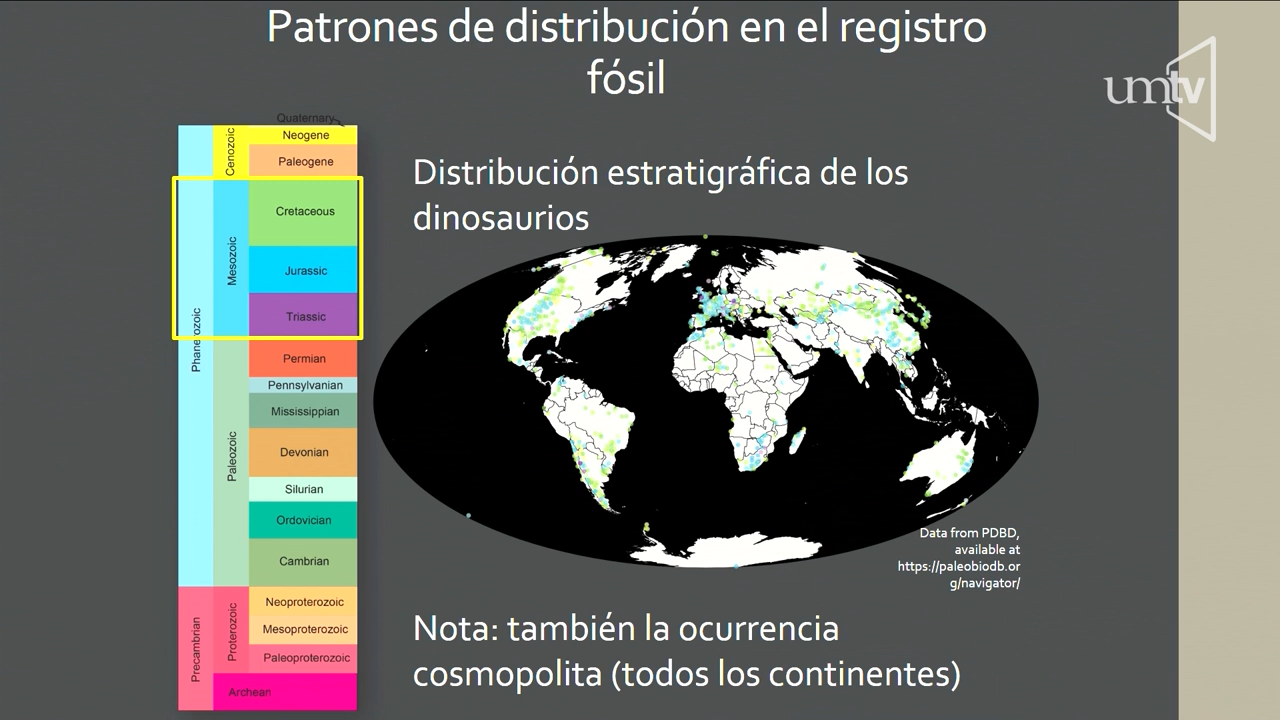 Patrones de distribución en el registro
fósil
umtv
Quaternary
Neogene
Cenozoic
Paleogene
Distribución estratigráfica de los
dinosaurios
Cretaceous
Mesozoic
Jurassic
Triassic
Phanerozoic
Permian
Pennsylvanian
Mississippian
Paleozoic
Devonian
Silurian
Ordovician
Cambrian
Data from PDBD,
available at
https://paleobiodb.or
g/navigator/
Neoproterozoic
Mesoproterozoic
Proterozoic
Precambrian
Paleoproterozoic
Archean
Nota: también la ocurrencia
cosmopolita (todos los continentes)